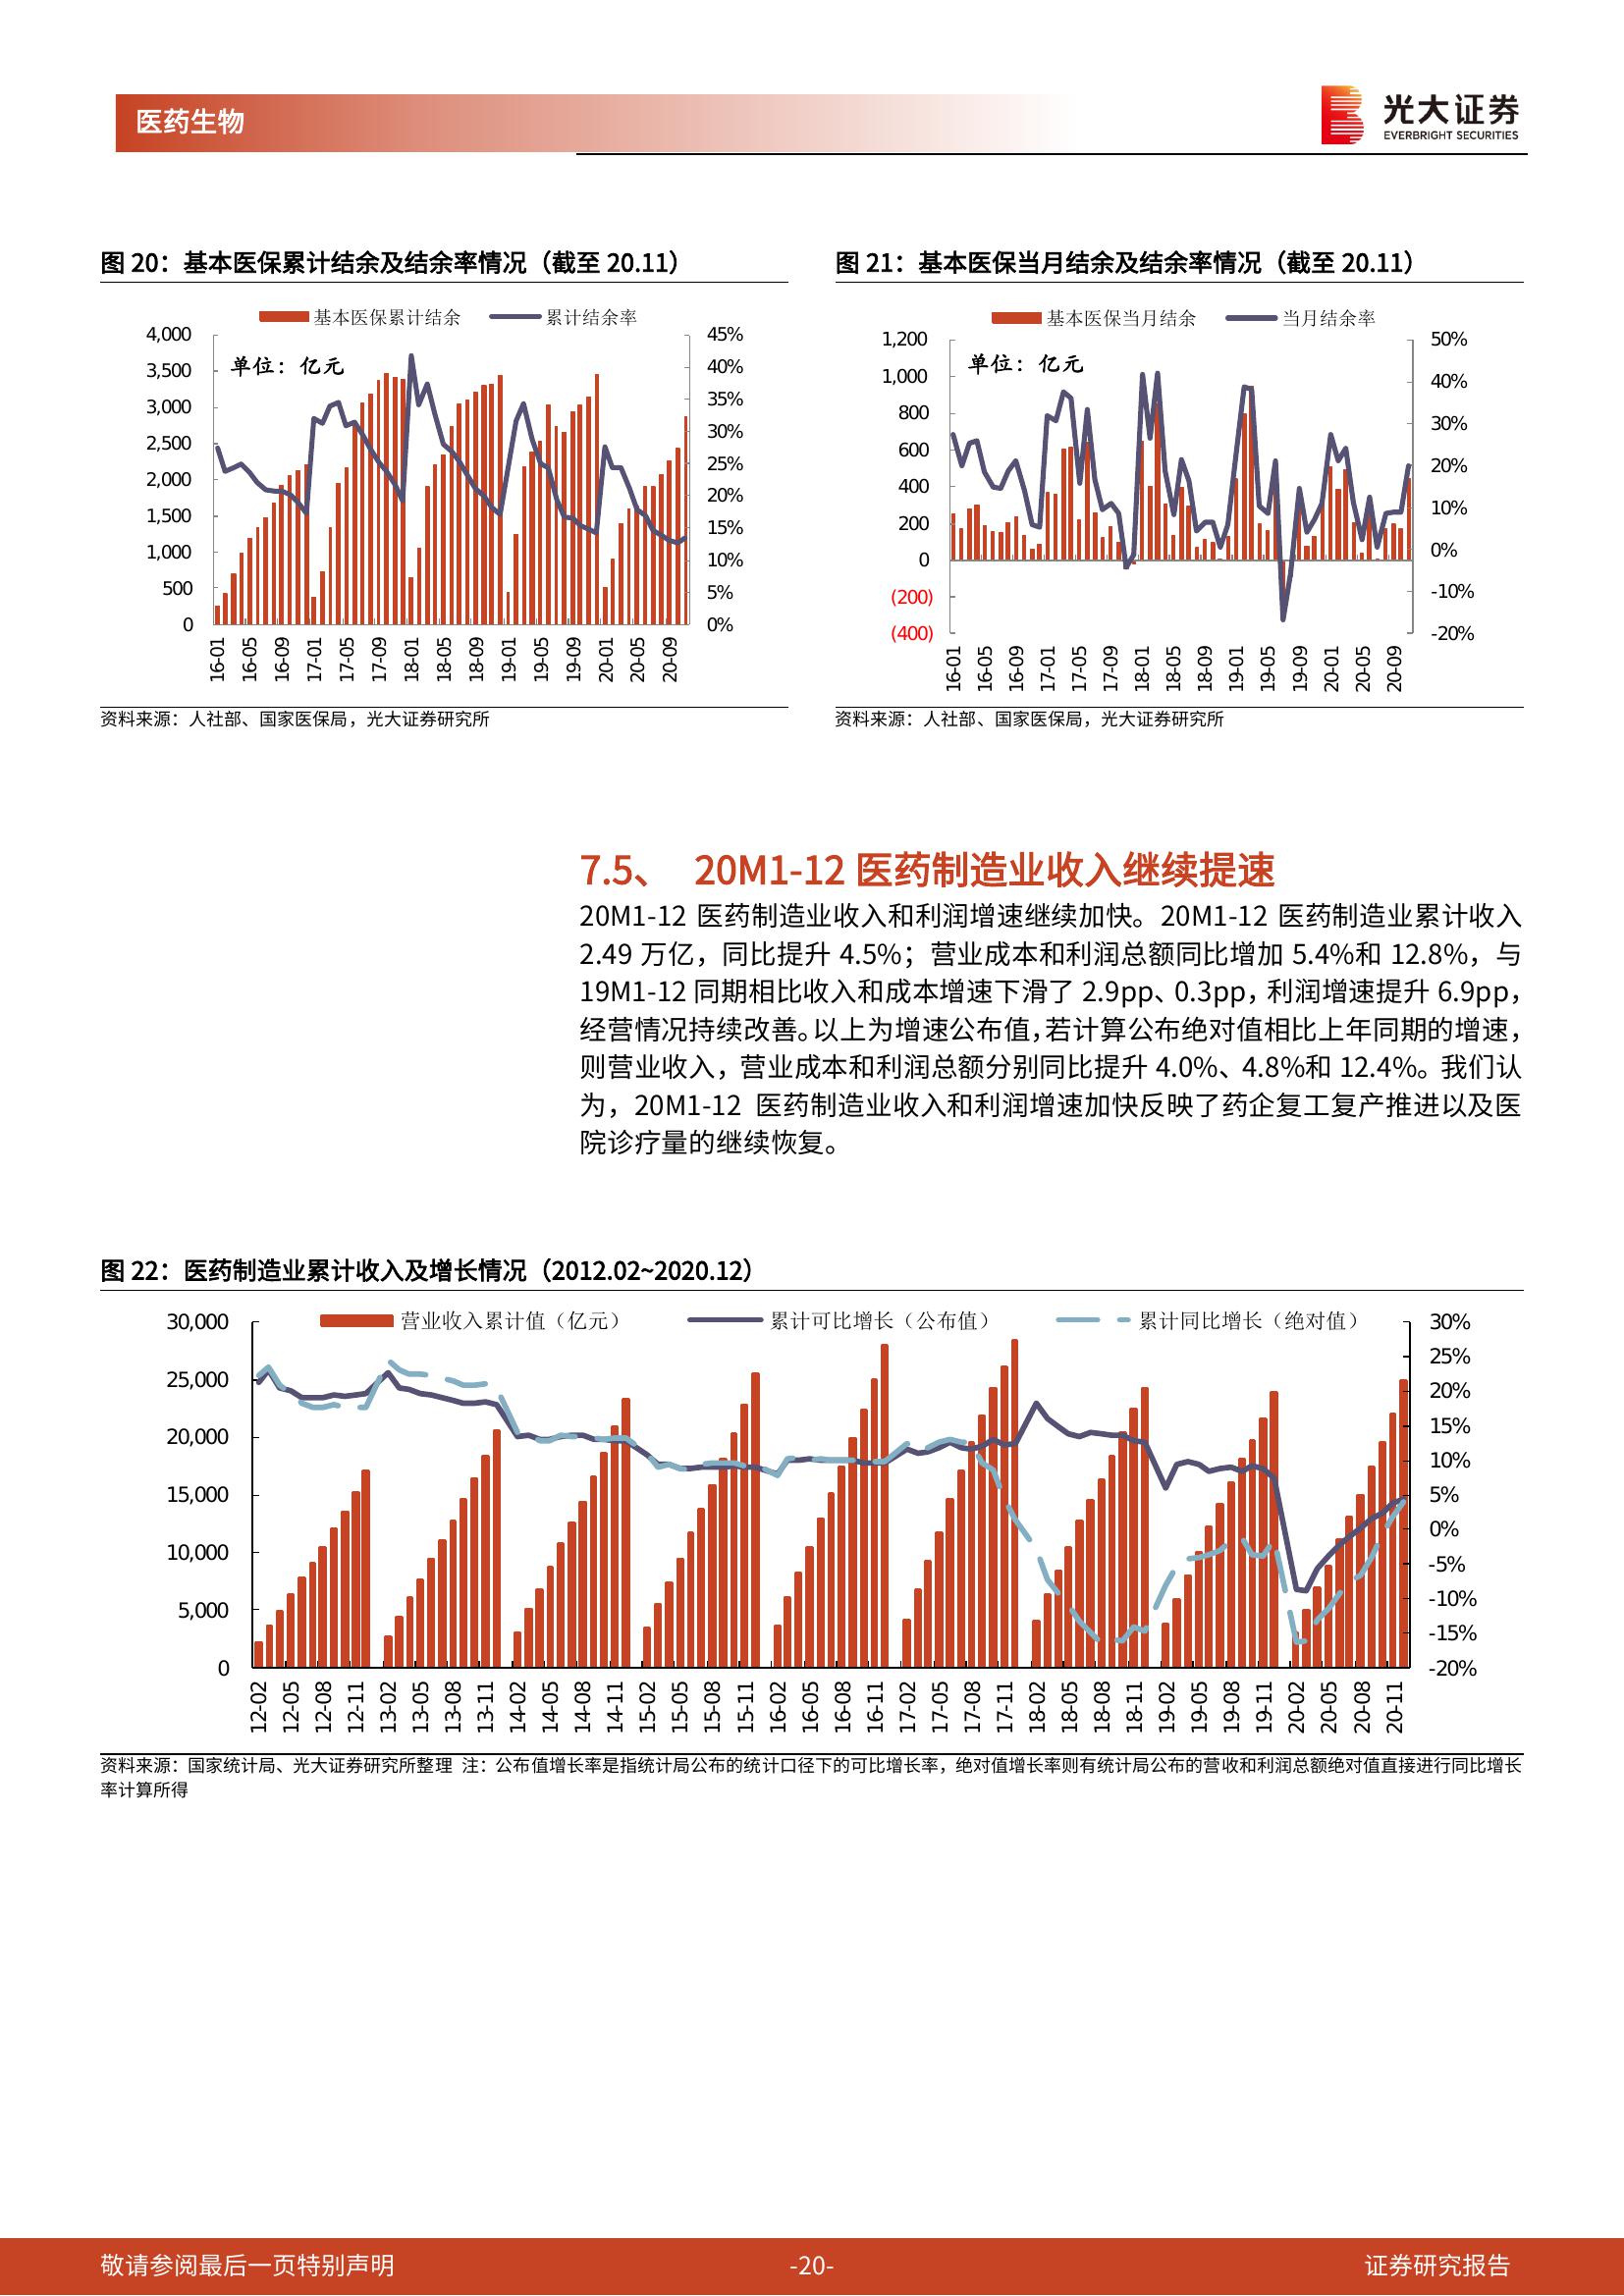 医药生物
光大证券
EVERBRIGHT SECURITIES
图 20：基本医保累计结余及结余率情况（截至 20.11）
基本医保累计结余 累计结余率
单位：亿元
4,000
3,500
3,000
2,500
2,000
1,500
1,000
500
0
45%
40%
35%
30%
25%
20%
15%
10%
5%
0%
16-01 16-05 16-09 17-01 17-05 17-09 18-01 18-05 18-09 19-01 19-05 19-09 20-01 20-05 20-09
资料来源：人社部、国家医保局，光大证券研究所
图 21：基本医保当月结余及结余率情况（截至 20.11）
基本医保当月结余 当月结余率
单位：亿元
1,200
1,000
800
600
400
200
0
(200)
(400)
50%
40%
30%
20%
10%
0%
-10%
-20%
16-01 16-05 16-09 17-01 17-05 17-09 18-01 18-05 18-09 19-01 19-05 19-09 20-01 20-05 20-09
资料来源：人社部、国家医保局，光大证券研究所
7.5、 20M1-12 医药制造业收入继续提速
20M1-12 医药制造业收入和利润增速继续加快。20M1-12 医药制造业累计收入
2.49 万亿，同比提升 4.5%；营业成本和利润总额同比增加 5.4%和 12.8%，与
19M1-12 同期相比收入和成本增速下滑了 2.9pp、0.3pp，利润增速提升 6.9pp，
经营情况持续改善。以上为增速公布值，若计算公布绝对值相比上年同期的增速，
则营业收入，营业成本和利润总额分别同比提升 4.0%、4.8%和 12.4%。我们认
为，20M1-12 医药制造业收入和利润增速加快反映了药企复工复产推进以及医
院诊疗量的继续恢复。
图 22：医药制造业累计收入及增长情况（2012.02~2020.12）
营业收入累计值（亿元） 累计可比增长（公布值） 累计同比增长（绝对值）
30,000
25,000
20,000
15,000
10,000
5,000
0
30%
25%
20%
15%
10%
5%
0%
-5%
-10%
-15%
-20%
12-02 12-05 12-08 12-11 13-02 13-05 13-08 13-11 14-02 14-05 14-08 14-11 15-02 15-05 15-08 15-11 16-02 16-05 16-08 16-11 17-02 17-05 17-08 17-11 18-02 18-05 18-08 18-11 19-02 19-05 19-08 19-11 20-02 20-05 20-08 20-11
资料来源：国家统计局、光大证券研究所整理 注：公布值增长率是指统计局公布的统计口径下的可比增长率，绝对值增长率则有统计局公布的营收和利润总额绝对值直接进行同比增长
率计算所得
敬请参阅最后一页特别声明
-20-
证券研究报告